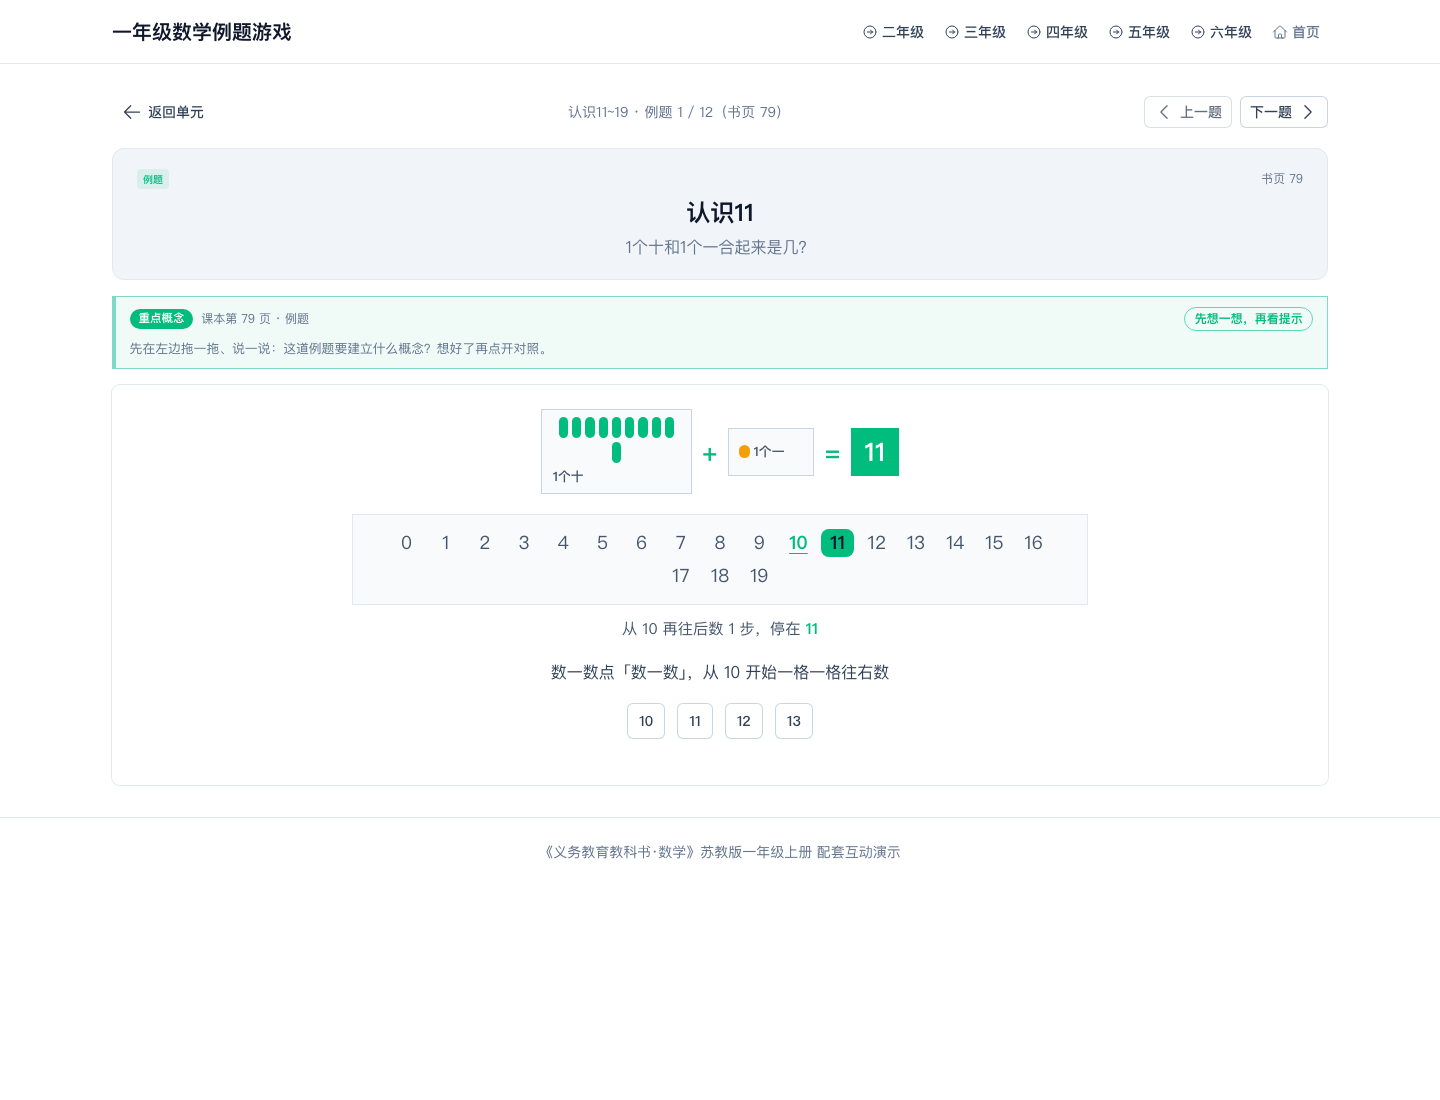 一年级数学例题游戏
二年级 三年级 四年级 五年级 六年级 首页
返回单元
认识11~19 · 例题 1 / 12（书页 79）
上一题 下一题
例题
书页 79
认识11
1个十和1个一合起来是几？
重点概念 课本第 79 页 · 例题
先想一想，再看提示
先在左边拖一拖、说一说：这道例题要建立什么概念？想好了再点开对照。
1个十
+ 1个一 = 11
0 1 2 3 4 5 6 7 8 9 10 11 12 13 14 15 16
17 18 19
从 10 再往后数 1 步，停在 11
数一数点「数一数」，从 10 开始一格一格往右数
10 11 12 13
《义务教育教科书·数学》苏教版一年级上册 配套互动演示